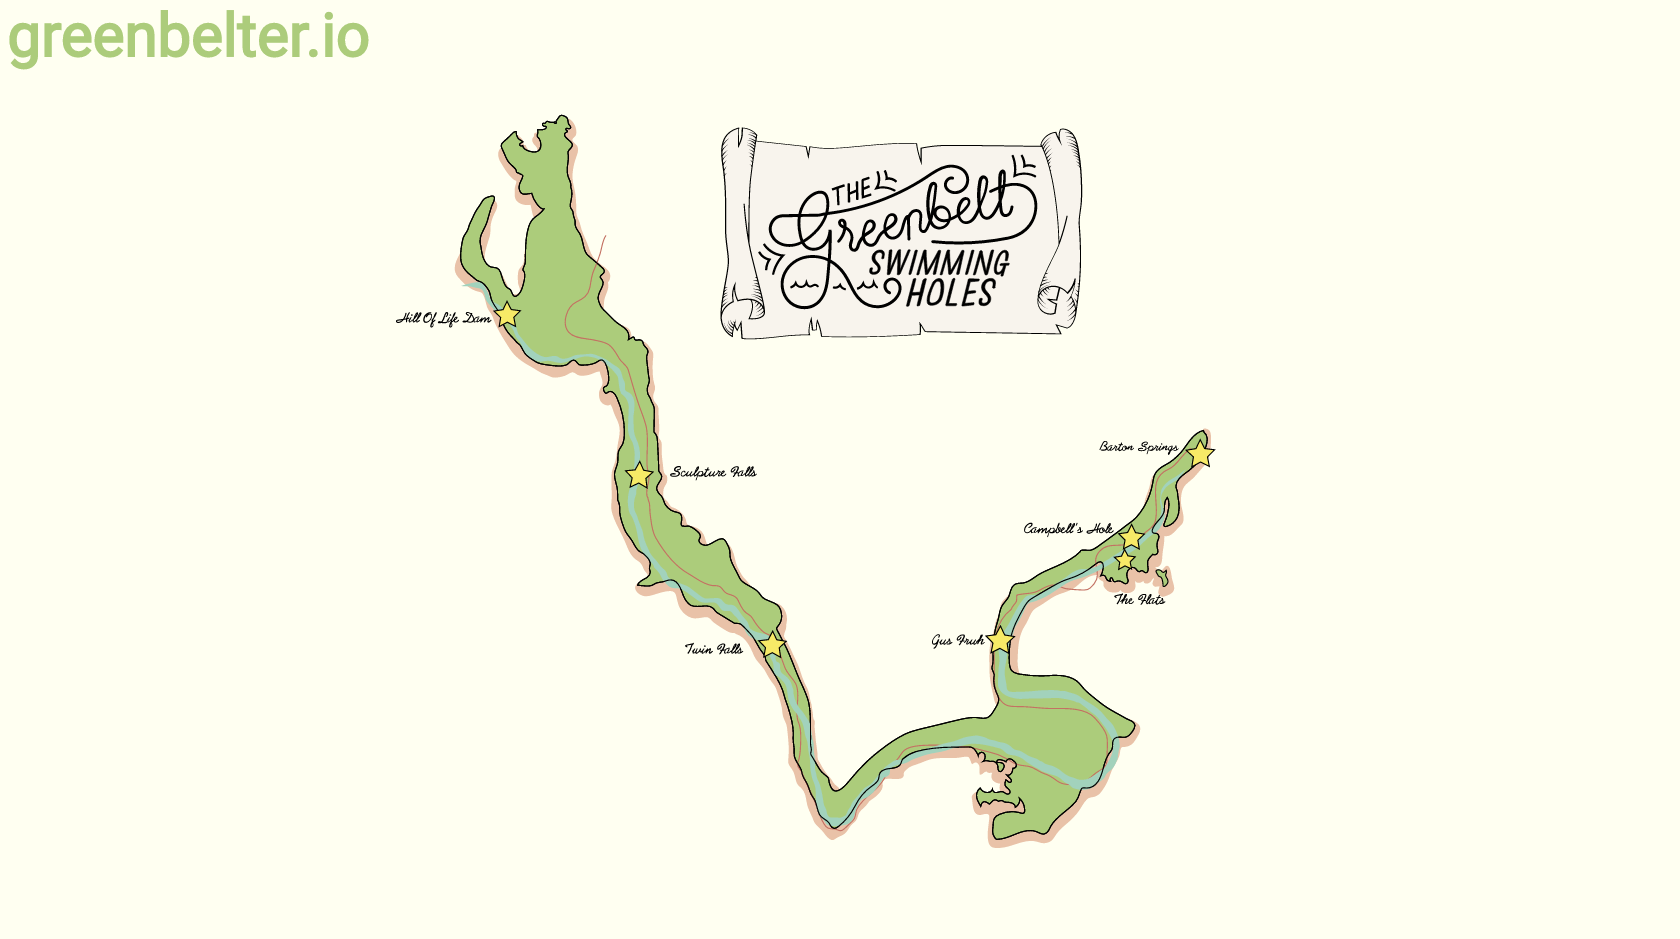 greenbelter.io
THE
Greenbelt
SWIMMING
HOLES
Hill Of Life Dam
Barton Springs
Sculpture Falls
Campbell's Hole
The Flats
Gus Fruh
Twin Falls